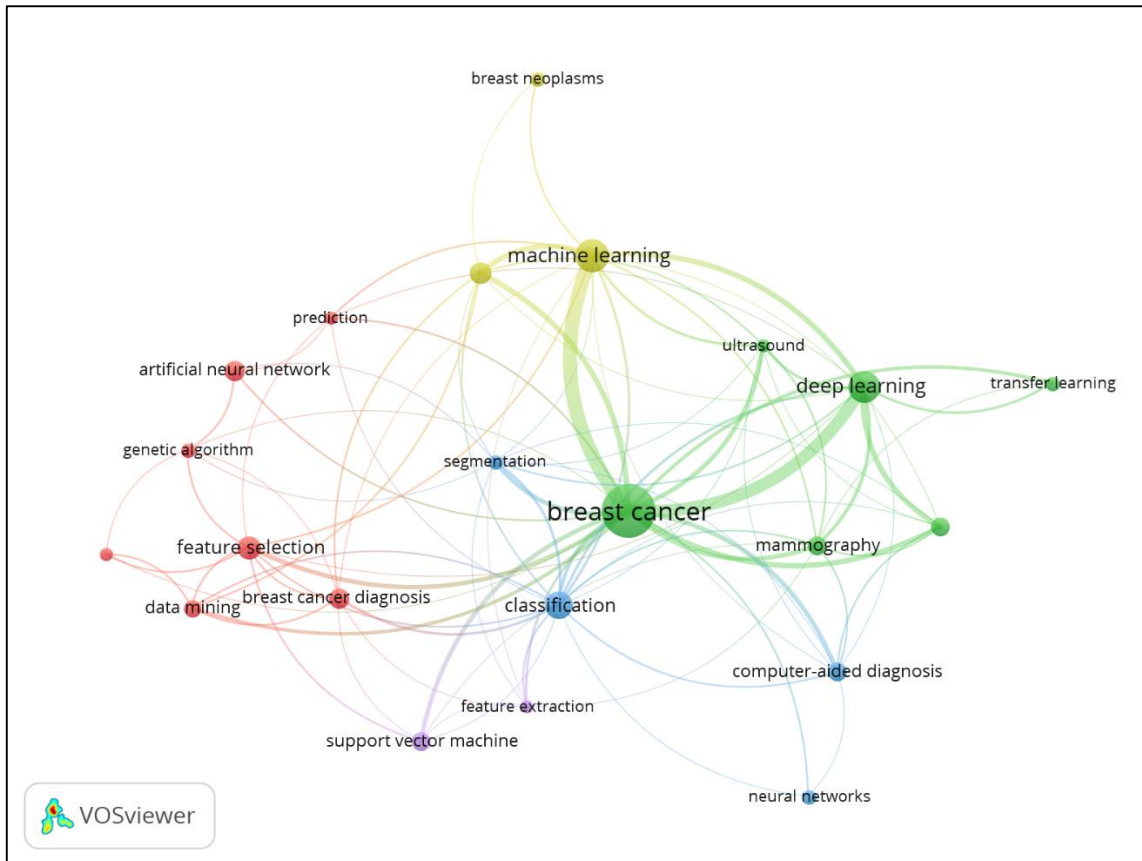 breast neoplasms
machine learning
prediction
ultrasound
artificial neural network
deep learning
transfer learning
genetic algorithm
segmentation
breast cancer
feature selection
mammography
breast cancer diagnosis
data mining
classification
computer-aided diagnosis
feature extraction
support vector machine
neural networks
VOSviewer